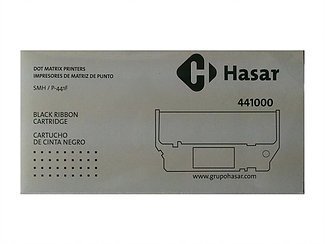 DOT MATRIX PRINTERS
IMPRESORES DE MATRIZ DE PUNTO
SMH / P-441F
Hasar
441000
BLACK RIBBON
CARTRIDGE
CARTUCHO
DE CINTA NEGRO
www.grupohasar.com